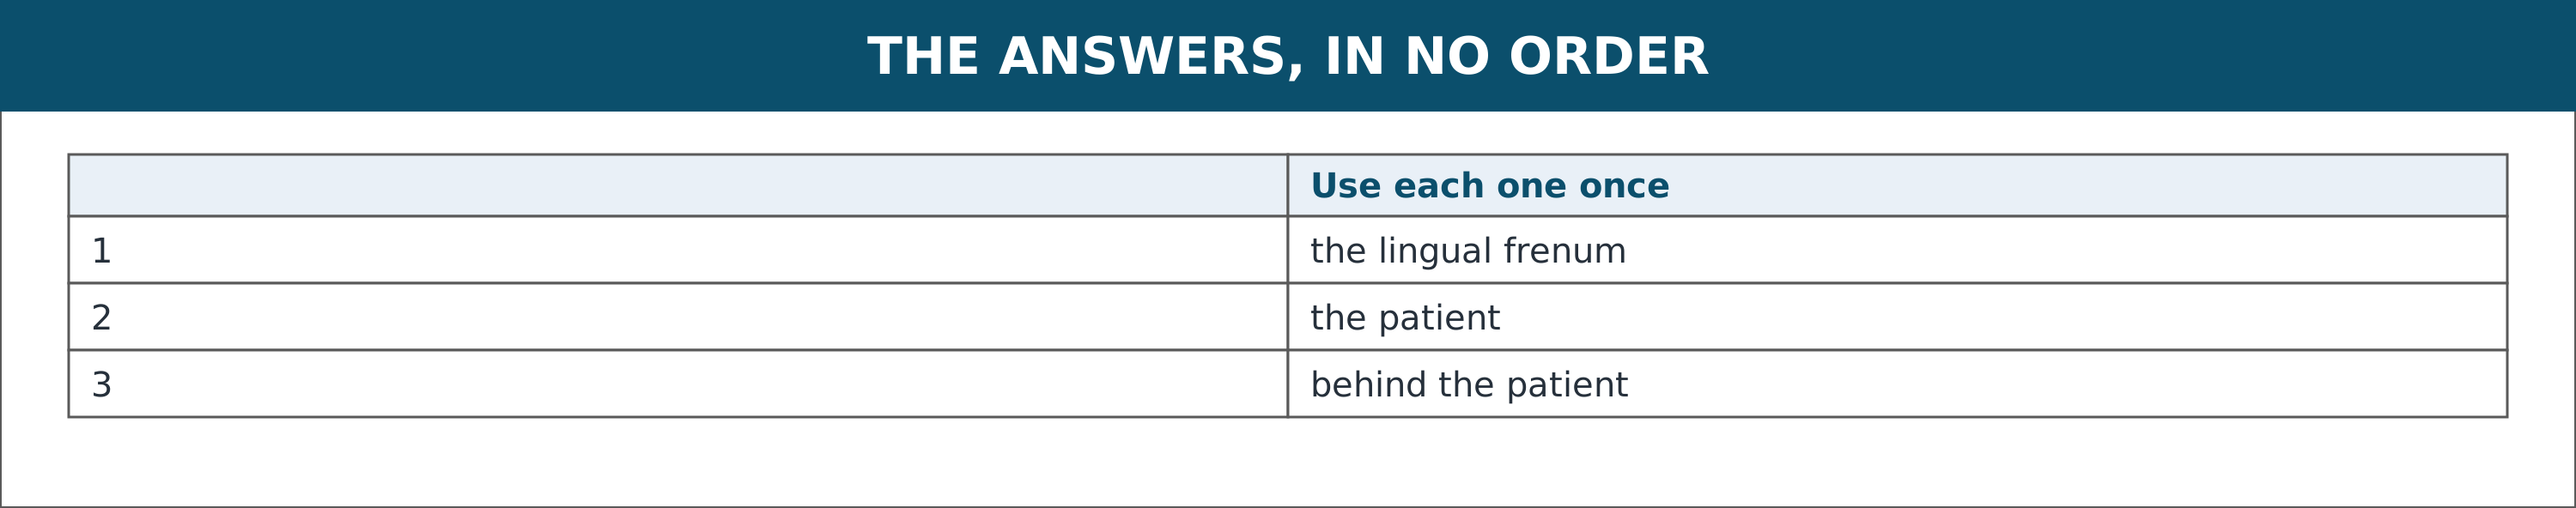 THE ANSWERS, IN NO ORDER
Use each one once
1 the lingual frenum
2 the patient
3 behind the patient